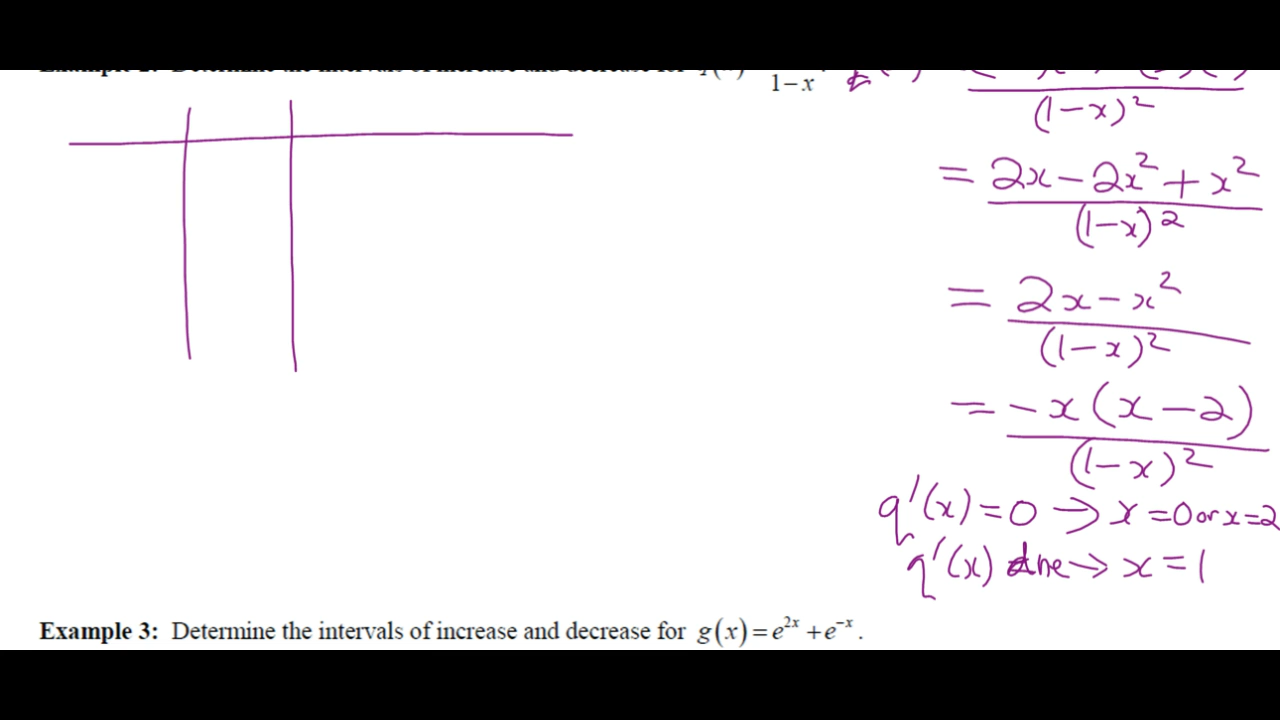 1−x
(1−x)²
= 2x − 2x² + x²
(1−x)²
= 2x − x²
(1−x)²
= −x(x−2)
(1−x)²
q'(x) = 0 → x = 0 or x = 2
q'(x) dne → x = 1
Example 3: Determine the intervals of increase and decrease for g(x) = e²ˣ + e⁻ˣ.